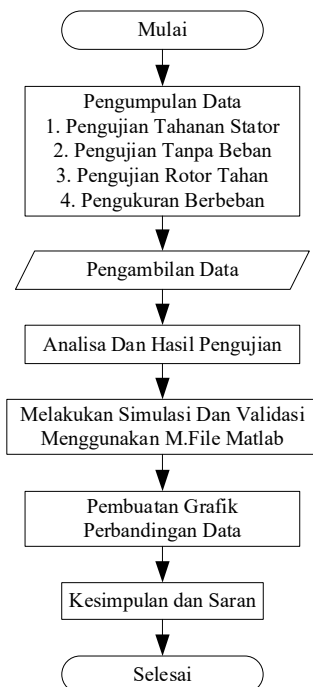 Mulai
Pengumpulan Data
1. Pengujian Tahanan Stator
2. Pengujian Tanpa Beban
3. Pengujian Rotor Tahan
4. Pengukuran Berbeban
Pengambilan Data
Analisa Dan Hasil Pengujian
Melakukan Simulasi Dan Validasi
Menggunakan M.File Matlab
Pembuatan Grafik
Perbandingan Data
Kesimpulan dan Saran
Selesai